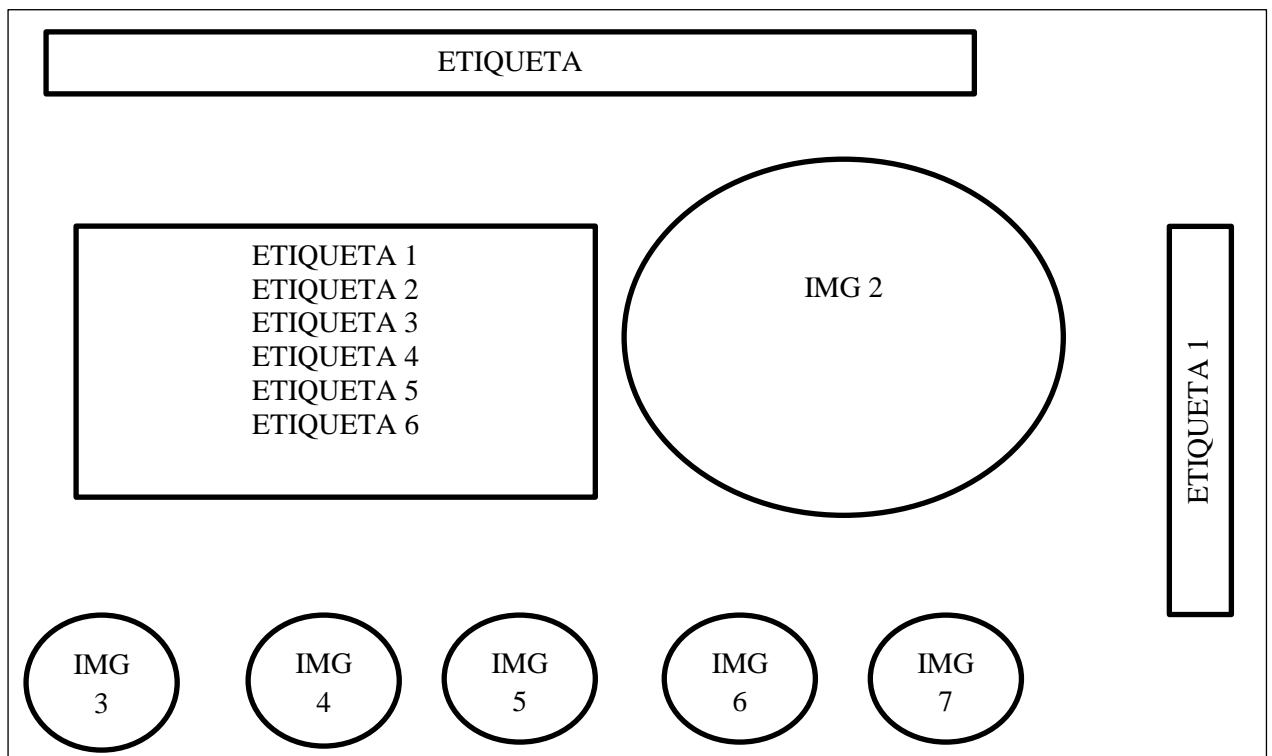 ETIQUETA
ETIQUETA 1
ETIQUETA 2
ETIQUETA 3
ETIQUETA 4
ETIQUETA 5
ETIQUETA 6
IMG 2
ETIQUETA 1
IMG
3
IMG
4
IMG
5
IMG
6
IMG
7